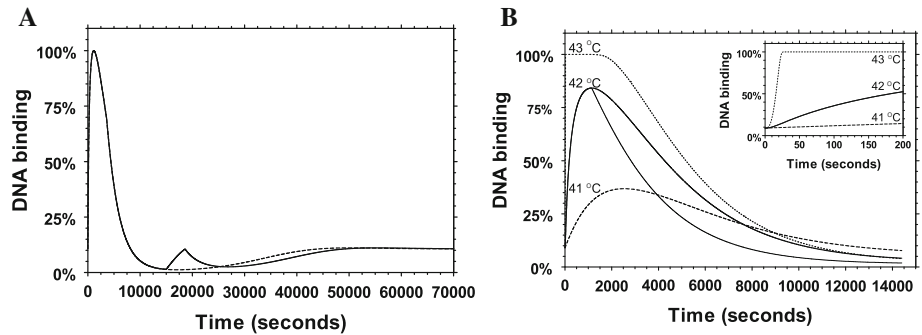 A
DNA binding
100%
75%
50%
25%
0%
0 10000 20000 30000 40000 50000 60000 70000
Time (seconds)
B
DNA binding
100%
75%
50%
25%
0%
43 °C
42 °C
41 °C
0 2000 4000 6000 8000 10000 12000 14000
Time (seconds)
DNA binding
100%
50%
0%
43 °C
42 °C
41 °C
0 50 100 150 200
Time (seconds)